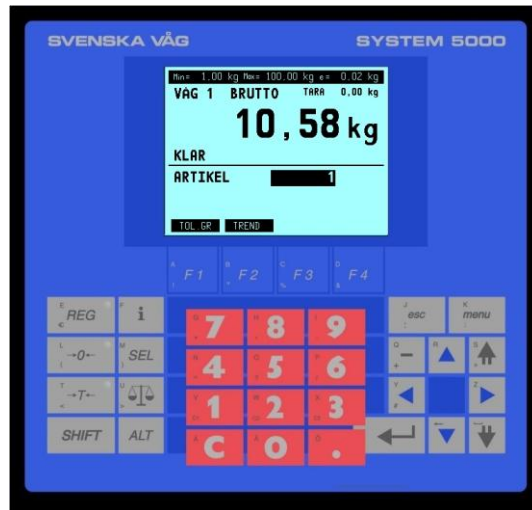 SVENSKA VÅG SYSTEM 5000
Min= 1.00 kg Max= 100.00 kg e= 0.02 kg
VÅG 1 BRUTTO TARA 0,00 kg
10,58 kg
KLAR
ARTIKEL 1
TOL.GR TREND
A B C D
F1 F2 F3 F4
E REG F i 7 8 9 J esc K menu
L →0← M SEL 4 5 6 - + R
T →T← U 1 2 3 Y # Z
SHIFT ALT C 0 .